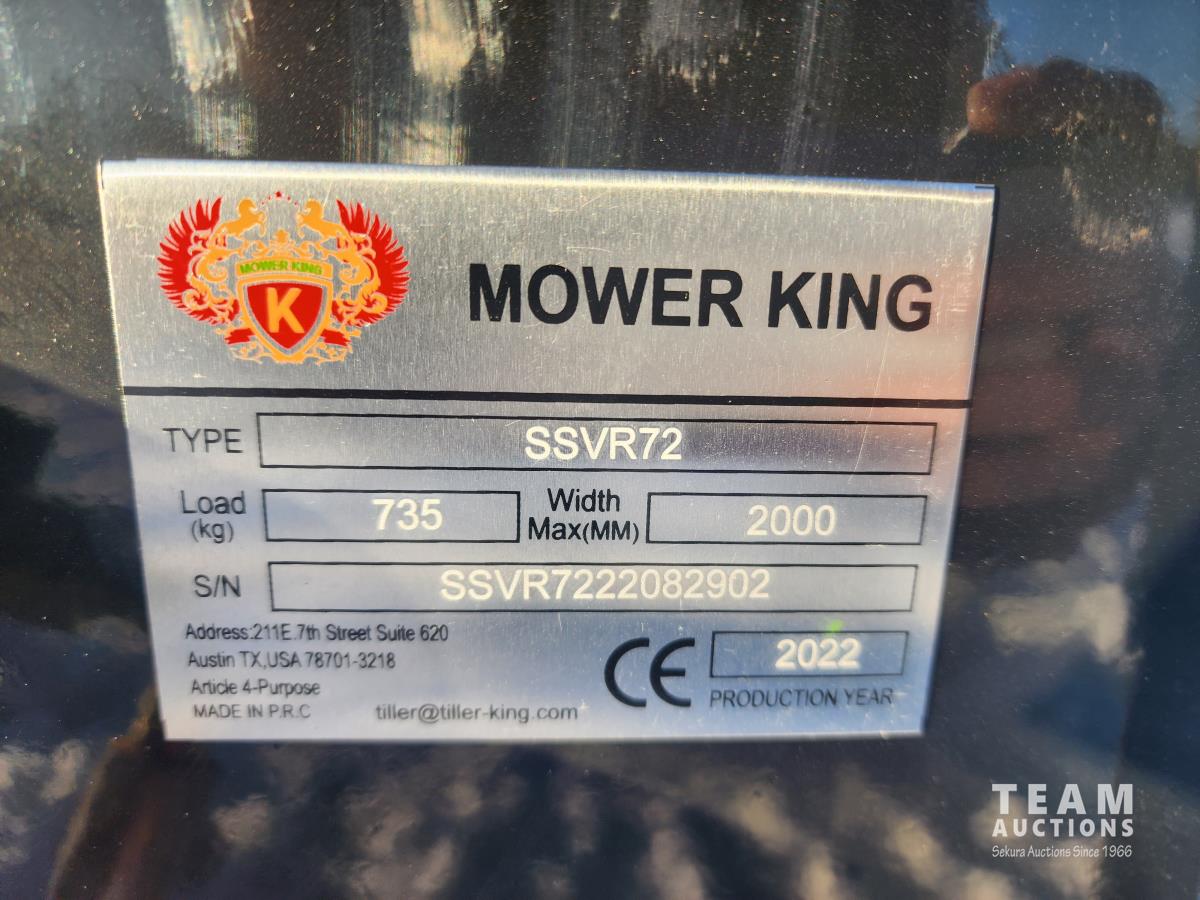 MOWER KING
K
MOWER KING
TYPE SSVR72
Load (kg) 735 Width Max(MM) 2000
S/N SSVR7222082902
Address:211E.7th Street Suite 620
Austin TX,USA 78701-3218
Article 4-Purpose
MADE IN P.R.C tiller@tiller-king.com
CE 2022
PRODUCTION YEAR
TEAM
AUCTIONS
Sekura Auctions Since 1966